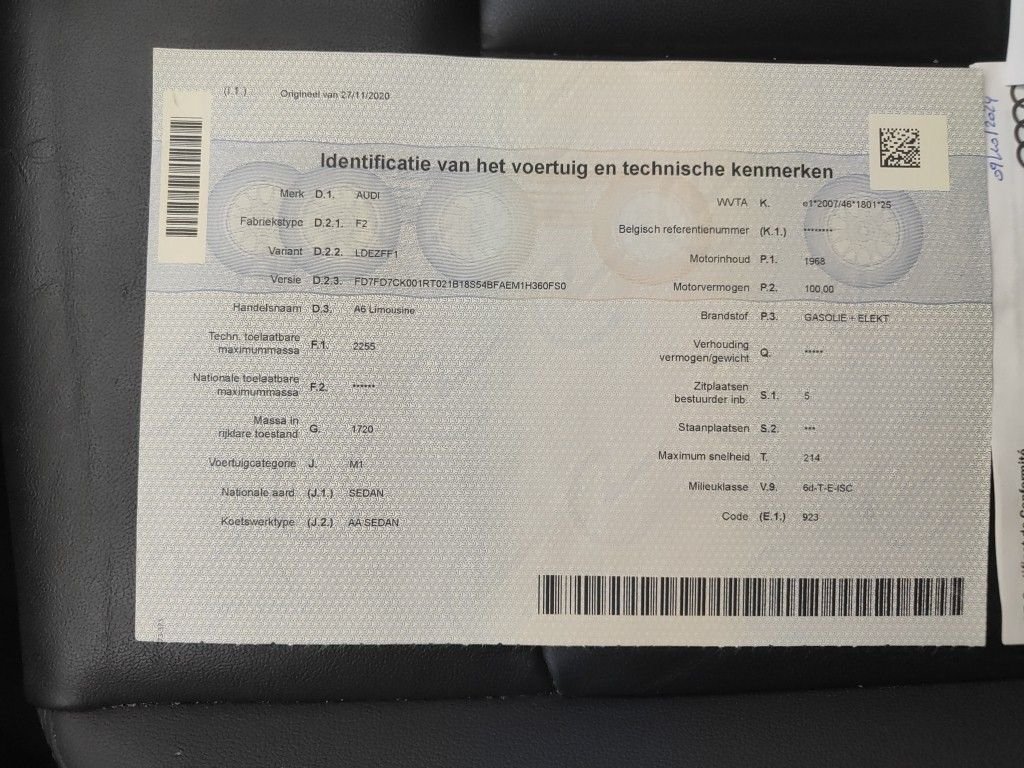 (I.1.) Origineel van 27/11/2020
Identificatie van het voertuig en technische kenmerken
Merk D.1. AUDI
Fabriekstype D.2.1. F2
Variant D.2.2. LDEZFF1
Versie D.2.3. FD7FD7CK001RT021B18S54BFAEM1H360FS0
Handelsnaam D.3. A6 Limousine
Techn. toelaatbare
maximummassa F.1. 2255
Nationale toelaatbare
maximummassa F.2. ******
Massa in
rijklare toestand G. 1720
Voertuigcategorie J. M1
Nationale aard (J.1.) SEDAN
Koetswerktype (J.2.) AA SEDAN
WVTA K. e1*2007/46*1801*25
Belgisch referentienummer (K.1.) ********
Motorinhoud P.1. 1968
Motorvermogen P.2. 100,00
Brandstof P.3. GASOLIE + ELEKT
Verhouding
vermogen/gewicht Q. *****
Zitplaatsen
bestuurder inb. S.1. 5
Staanplaatsen S.2. ***
Maximum snelheid T. 214
Milieuklasse V.9. 6d-T-E-ISC
Code (E.1.) 923